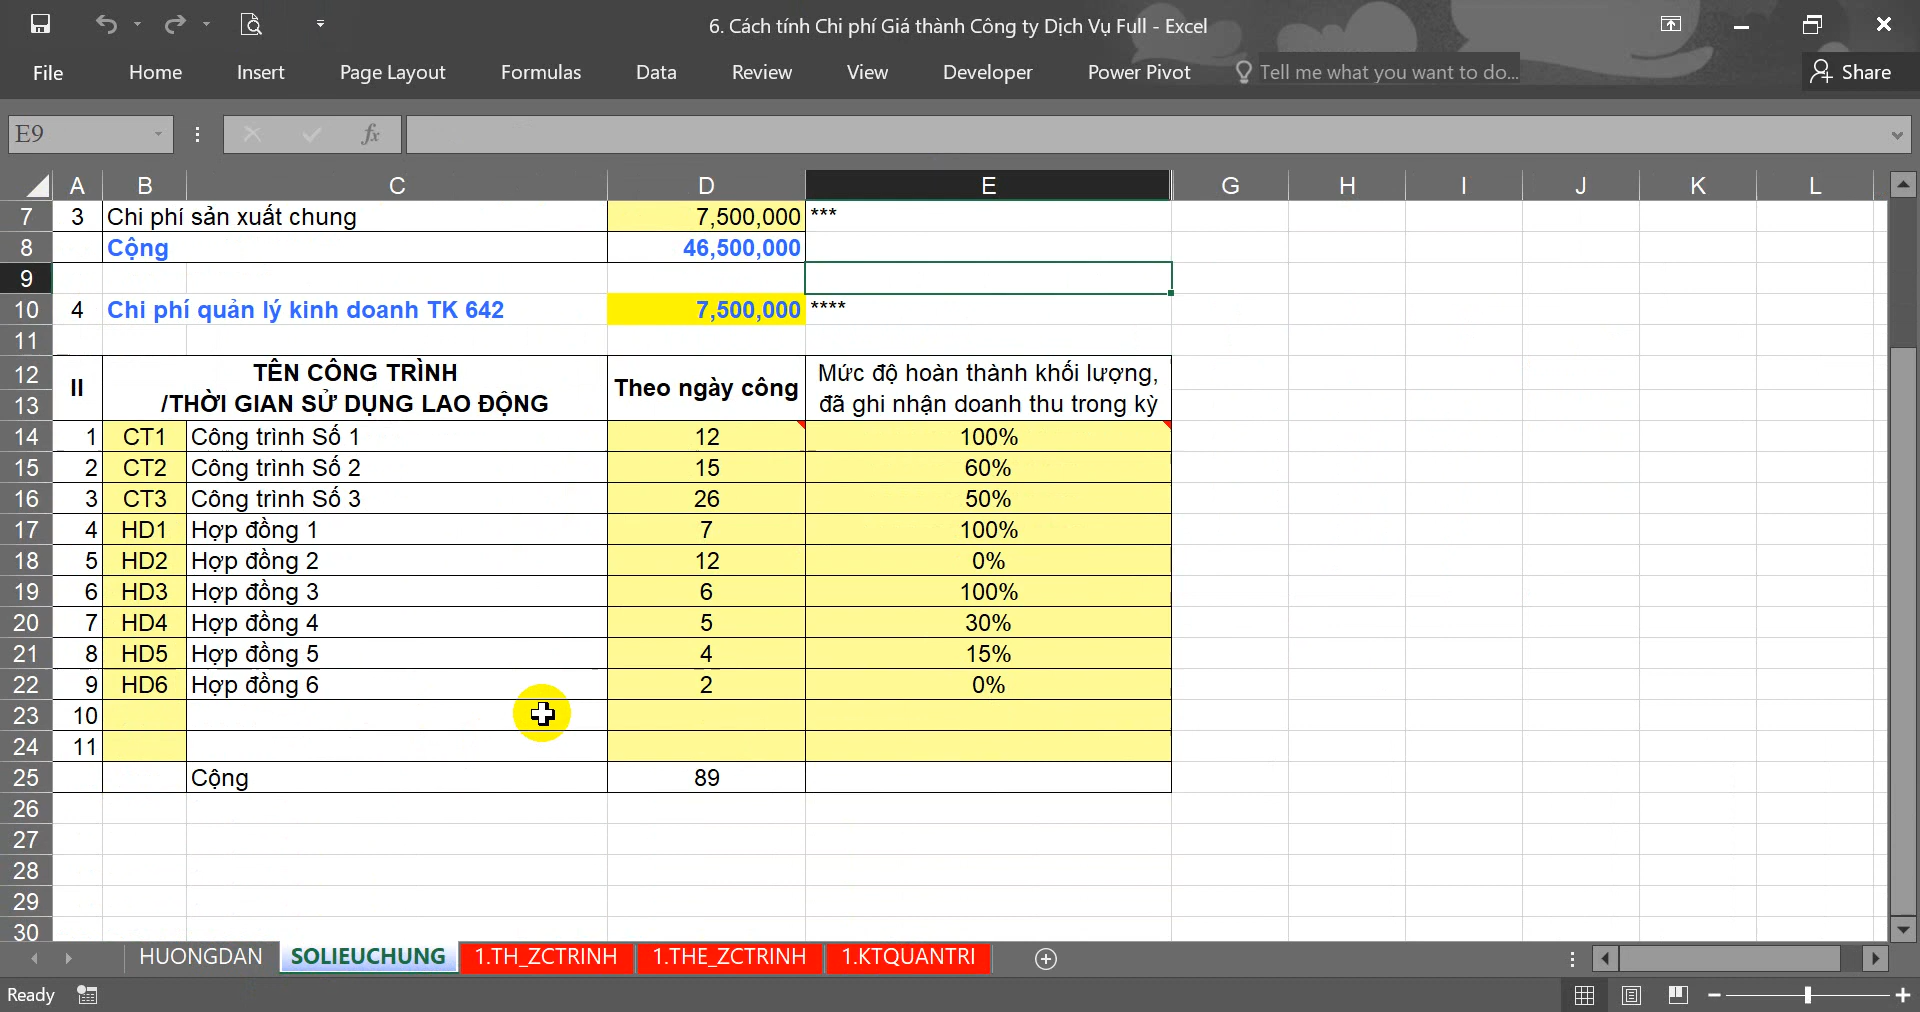 6. Cách tính Chi phí Giá thành Công ty Dịch Vụ Full - Excel
File Home Insert Page Layout Formulas Data Review View Developer Power Pivot Tell me what you want to do... Share
E9 fx
A B C D E G H I J K L
7 3 Chi phí sản xuất chung 7,500,000 ***
8 Cộng 46,500,000
9
10 4 Chi phí quản lý kinh doanh TK 642 7,500,000 ****
11
12 II TÊN CÔNG TRÌNH Theo ngày công Mức độ hoàn thành khối lượng,
13 /THỜI GIAN SỬ DỤNG LAO ĐỘNG đã ghi nhận doanh thu trong kỳ
14 1 CT1 Công trình Số 1 12 100%
15 2 CT2 Công trình Số 2 15 60%
16 3 CT3 Công trình Số 3 26 50%
17 4 HD1 Hợp đồng 1 7 100%
18 5 HD2 Hợp đồng 2 12 0%
19 6 HD3 Hợp đồng 3 6 100%
20 7 HD4 Hợp đồng 4 5 30%
21 8 HD5 Hợp đồng 5 4 15%
22 9 HD6 Hợp đồng 6 2 0%
23 10
24 11
25 Cộng 89
26
27
28
29
30
HUONGDAN SOLIEUCHUNG 1.TH_ZCTRINH 1.THE_ZCTRINH 1.KTQUANTRI
Ready